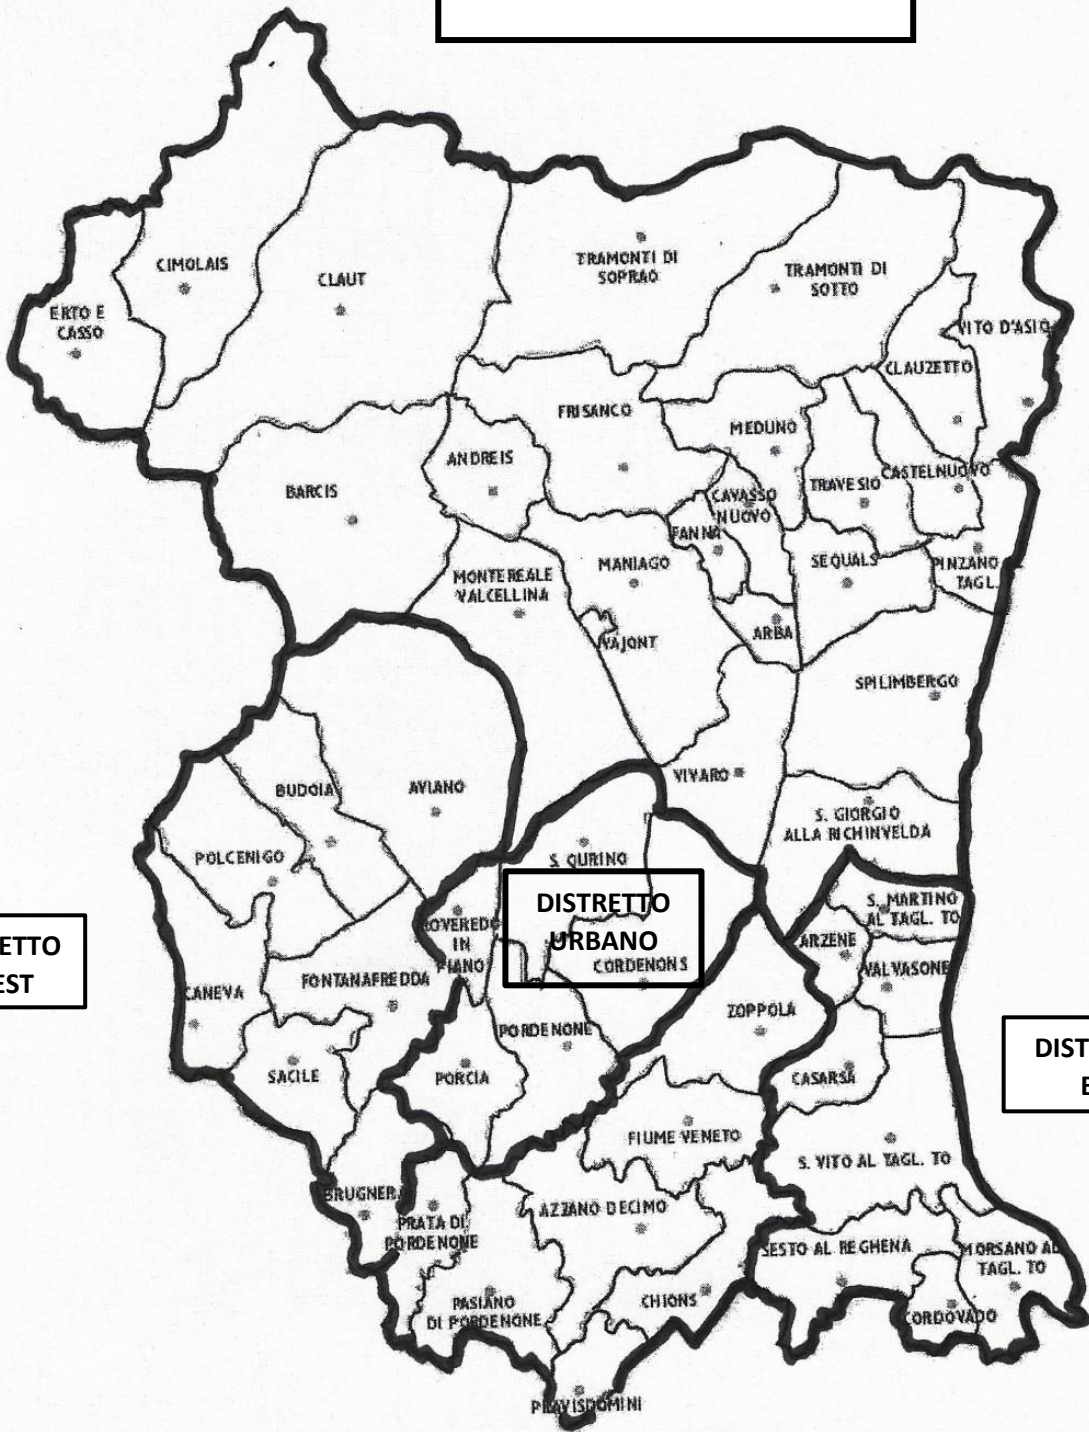 CIMOLAIS
CLAUT
TRAMONTI DI
SOPRAO
TRAMONTI DI
SOTTO
ERTO E
CASSO
VITO D'ASIO
CLAUZETTO
FRISANCO
MEDUNO
ANDREIS
BARCIS
TRAVESIO
CASTELNUOVO
CAVASSO
NUOVO
FANNA
MANIAGO
SEQUALS
PINZANO
TAGL.
MONTEREALE
VALCELLINA
VAJONT
ARBA
SPILIMBERGO
VIVARO
BUDOIA
AVIANO
S. GIORGIO
ALLA RICHINVELDA
POLCENIGO
S. QURINO
DISTRETTO
URBANO
S. MARTINO
AL TAGL. TO
ROVEREDO
IN
PIANO
ARZENE
ETTO
EST
CORDENONS
VALVASONE
CANEVA
FONTANAFREDDA
ZOPPOLA
PORDENONE
SACILE
PORCIA
CASARSA
DIST
E
FIUME VENETO
S. VITO AL TAGL. TO
BRUGNERA
PRATA DI
PORDENONE
AZZANO DECIMO
SESTO AL REGHENA
MORSANO AL
TAGL. TO
PASIANO
DI PORDENONE
CHIONS
CORDOVADO
PRAVISDOMINI